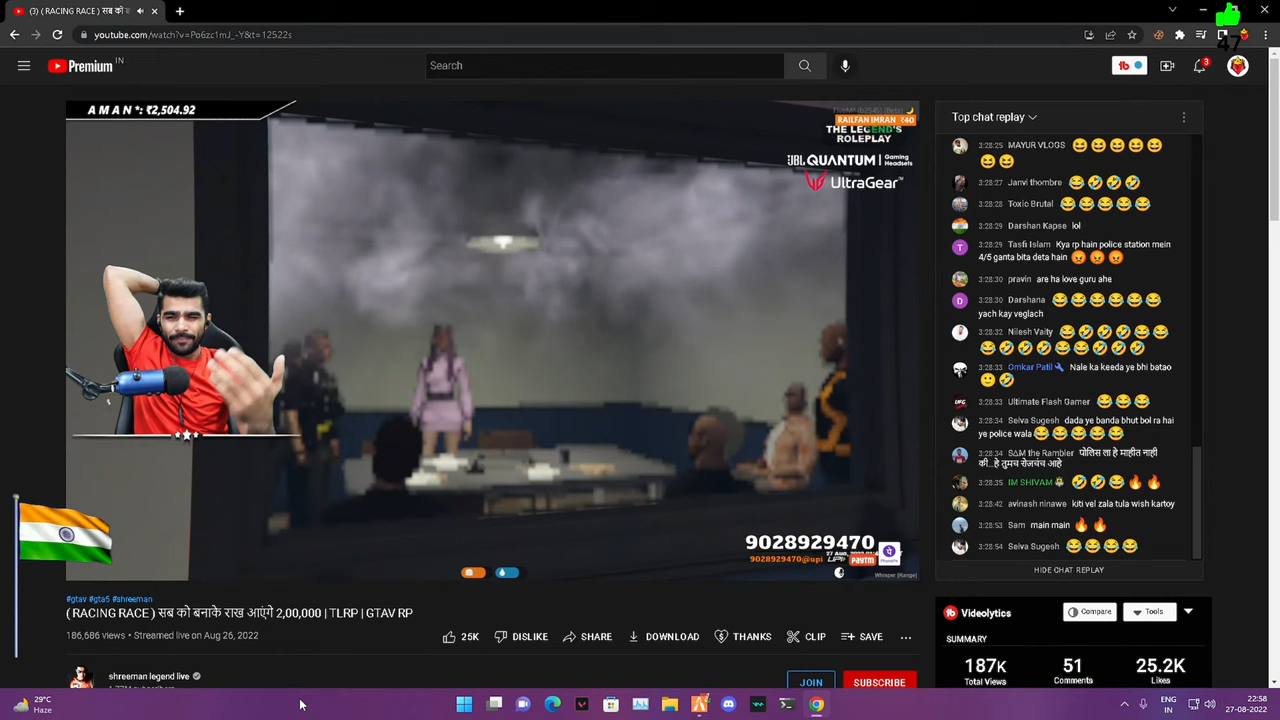 (3) ( RACING RACE ) सब को ब
47
youtube.com/watch?v=Po6zc1mJ_-Y&t=12522s
Premium IN
Search
3
A M A N *: ₹2,504.92
RAILFAN IMRAN ₹40
THE LEGEND'S
ROLEPLAY
JBL QUANTUM | Gaming Headsets
UltraGear™
9028929470
9028929470@upi UPI Paytm
PhonePe
Whisper [Range]
Top chat replay
3:28:25 MAYUR VLOGS 😂 😂 😂 😂 😂
😂 😂
3:28:27 Janvi thombre 😂 🤣 🤣 🤣
3:28:28 Toxic Brutal 😂 😂 😂 😂 😂
3:28:29 Darshan Kapse lol
3:28:29 Tasfi Islam Kya rp hain police station mein
4/5 ganta bita deta hain 😡 😡 😡
3:28:30 pravin are ha love guru ahe
3:28:30 Darshana 😂 😂 😂 😂 😂 😂
yach kay veglach
3:28:32 Nilesh Vaity 😂 🤣 🤣 🤣 😂 😂
😂 🤣 🤣 🤣 😂 😂 🤣 🤣 🤣
3:28:33 Omkar Patil Nale ka keeda ye bhi batao
🙂 🤣
3:28:33 Ultimate Flash Gamer 😂 😂 😂
3:28:34 Selva Sugesh dada ye banda bhut bol ra hai
ye police wala 😂 😂 😂 😂 😂
3:28:34 SΔM the Rambler पोलिस ला हे माहीत नाही
की...हे तुमच रोजचंच आहे
3:28:35 IM SHIVAM 🤣 🤣 😂 🔥 🔥
3:28:42 avinash ninawe kiti vel zala tula wish kartoy
3:28:53 Sam main main 🔥 🔥
3:28:54 Selva Sugesh 😂 😂 😂 😂
HIDE CHAT REPLAY
#gtav #gta5 #shreeman
( RACING RACE ) सब को बनाके राख आएंगे 2,00,000 | TLRP | GTAV RP
186,686 views • Streamed live on Aug 26, 2022
25K DISLIKE SHARE DOWNLOAD THANKS CLIP SAVE
shreeman legend live
JOIN SUBSCRIBE
Videolytics Compare Tools
SUMMARY
187K 51 25.2K
Total Views Comments Likes
29°C
Haze
ENG
IN
22:58
27-08-2022